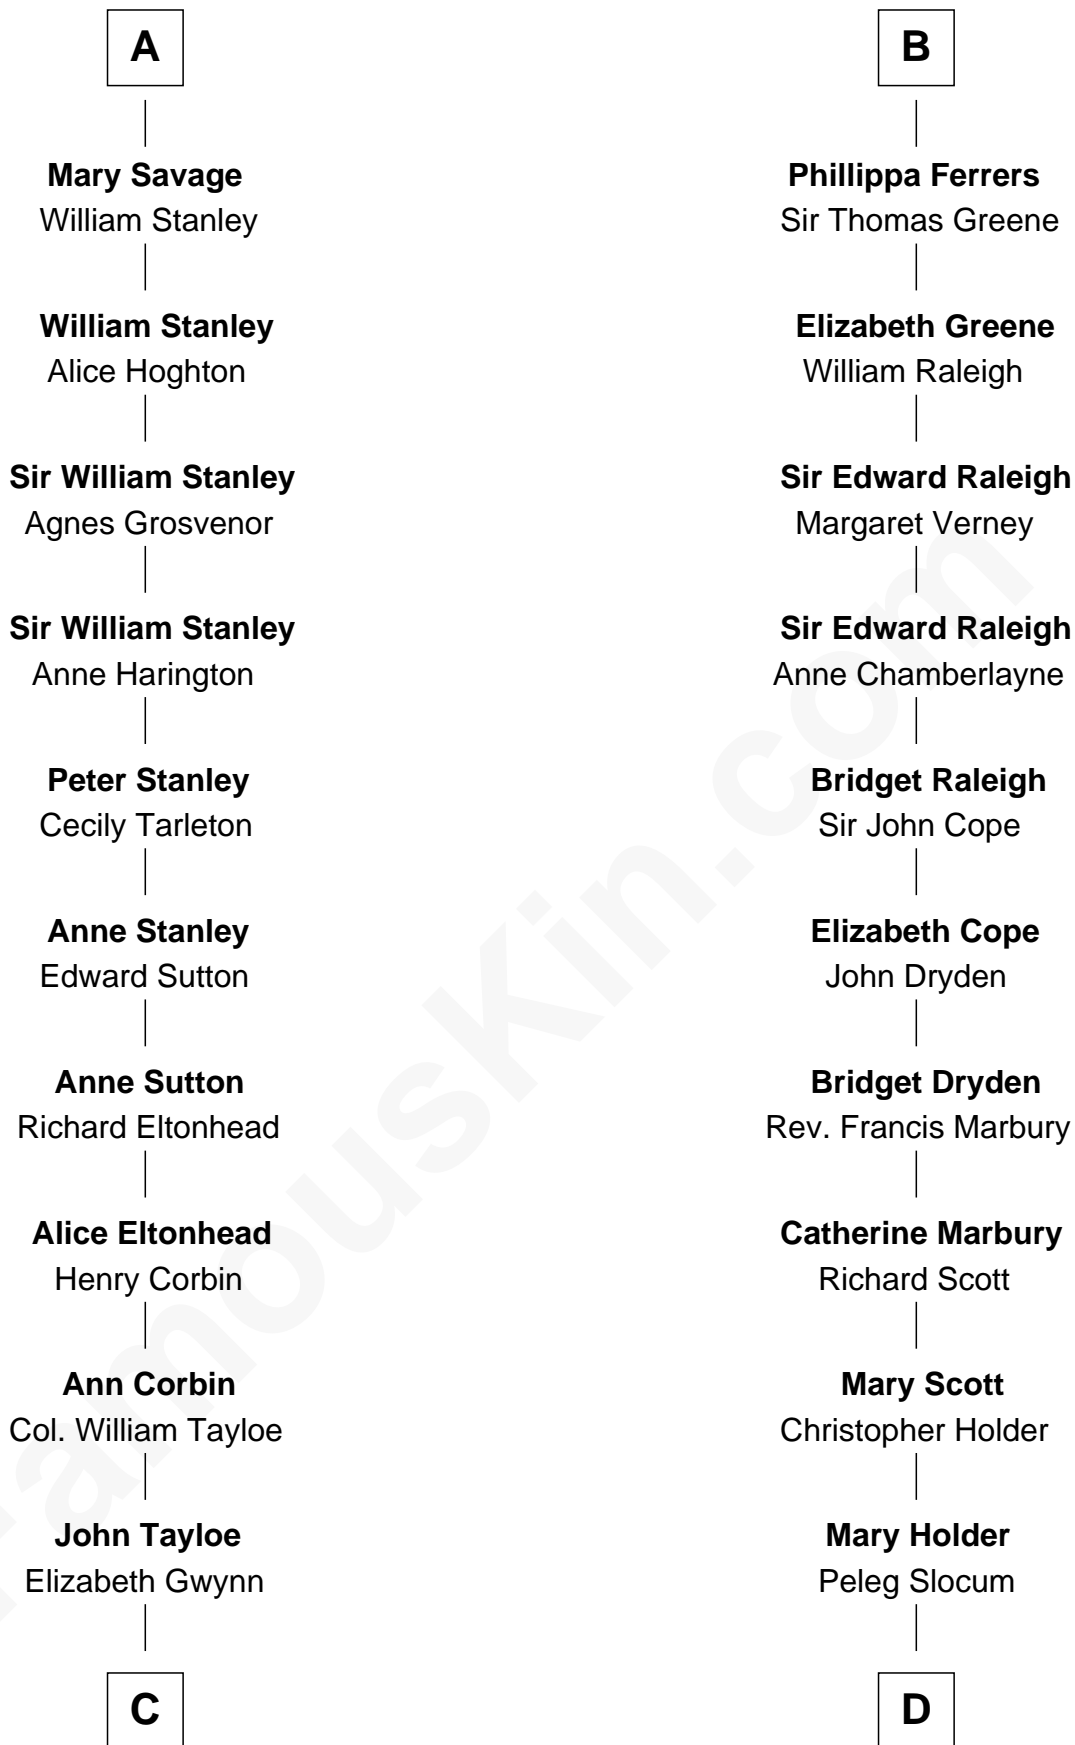 A
Mary Savage
William Stanley
William Stanley
Alice Hoghton
Sir William Stanley
Agnes Grosvenor
Sir William Stanley
Anne Harington
Peter Stanley
Cecily Tarleton
Anne Stanley
Edward Sutton
Anne Sutton
Richard Eltonhead
Alice Eltonhead
Henry Corbin
Ann Corbin
Col. William Tayloe
John Tayloe
Elizabeth Gwynn
C
B
Phillippa Ferrers
Sir Thomas Greene
Elizabeth Greene
William Raleigh
Sir Edward Raleigh
Margaret Verney
Sir Edward Raleigh
Anne Chamberlayne
Bridget Raleigh
Sir John Cope
Elizabeth Cope
John Dryden
Bridget Dryden
Rev. Francis Marbury
Catherine Marbury
Richard Scott
Mary Scott
Christopher Holder
Mary Holder
Peleg Slocum
D
FamousKin.com